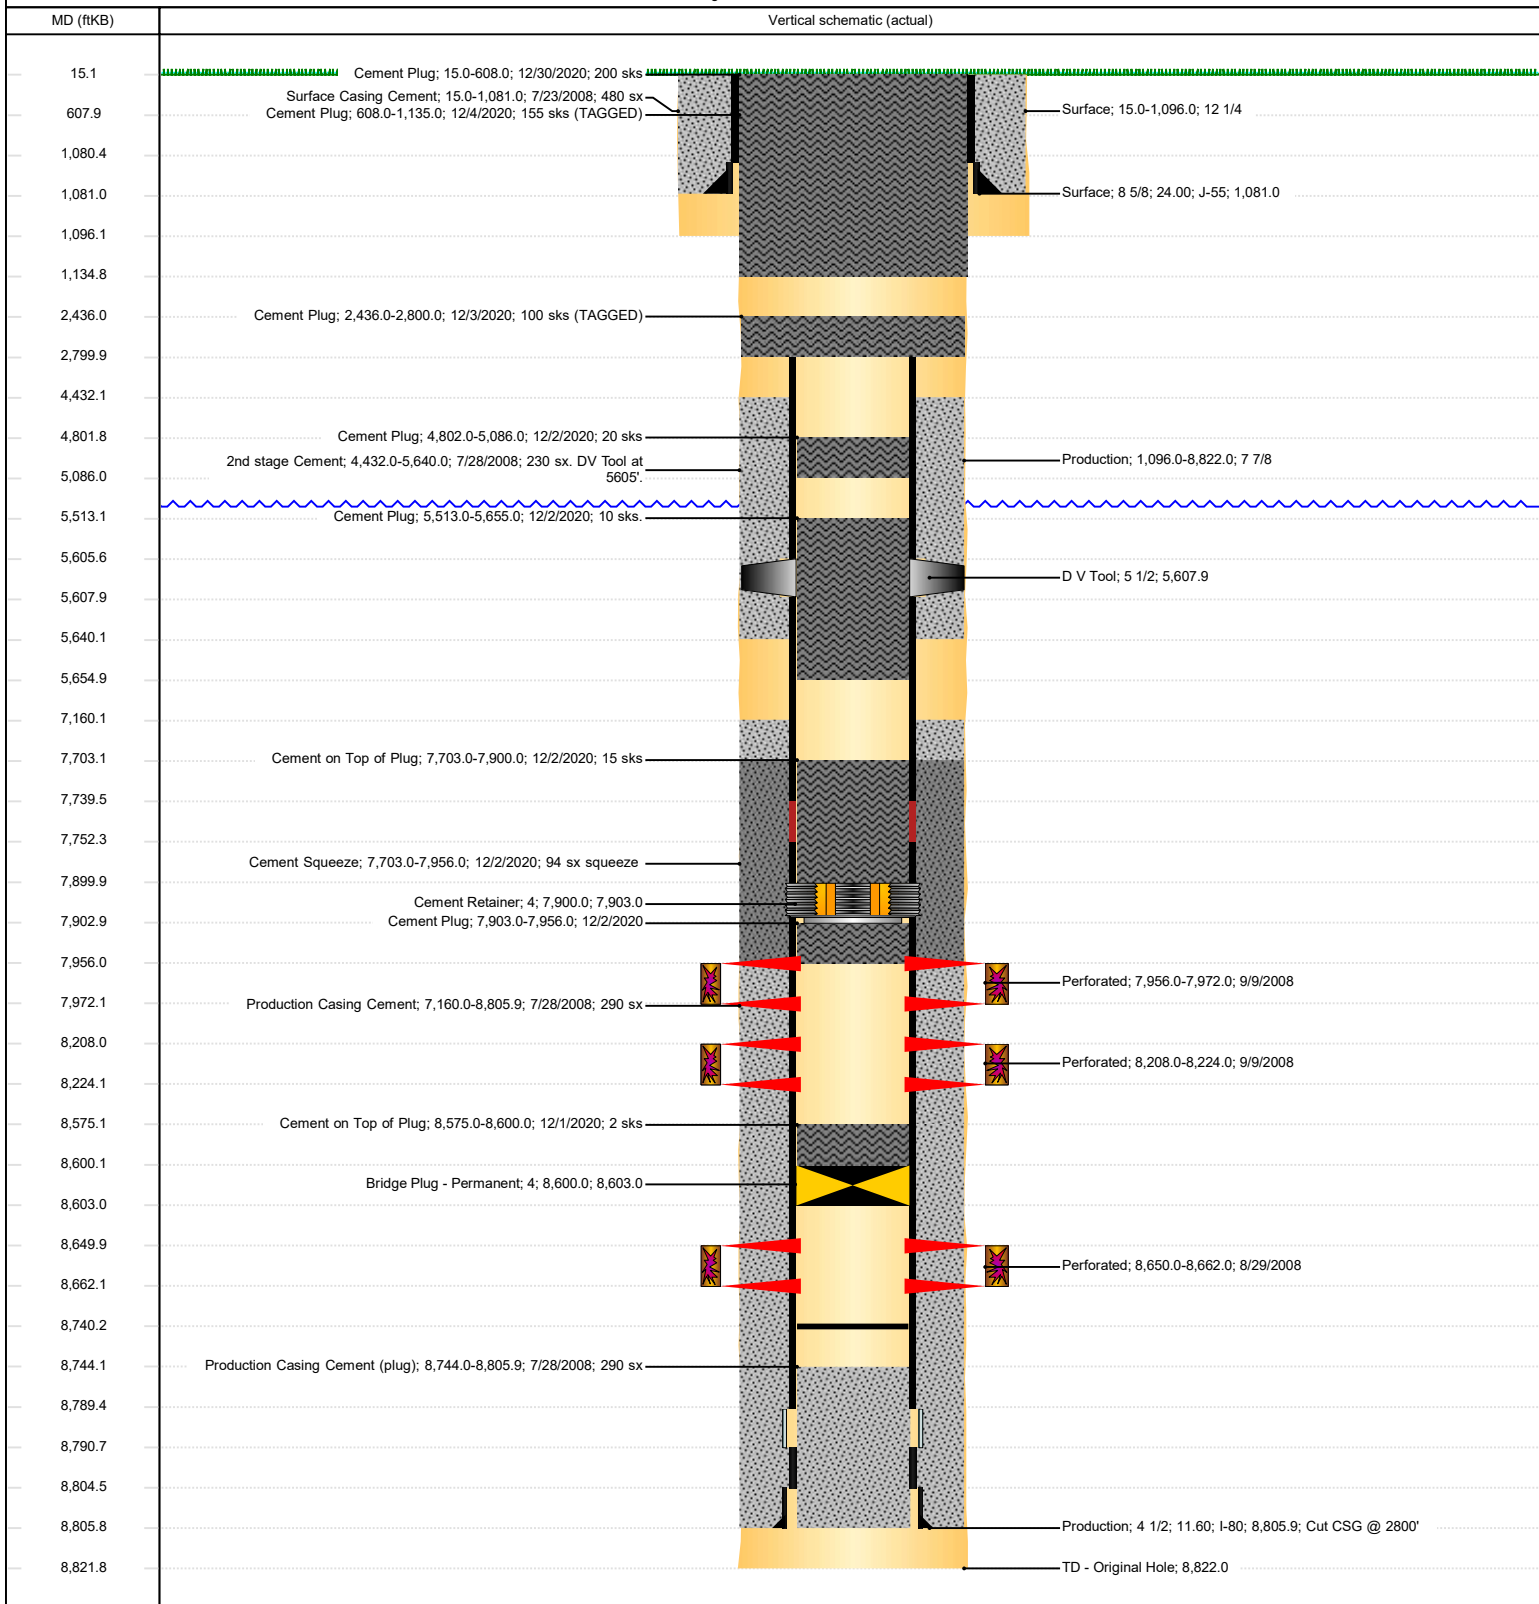 MD (ftKB)
Vertical schematic (actual)
15.1
Cement Plug; 15.0-608.0; 12/30/2020; 200 sks
Surface Casing Cement; 15.0-1,081.0; 7/23/2008; 480 sx
607.9
Cement Plug; 608.0-1,135.0; 12/4/2020; 155 sks (TAGGED)
Surface; 15.0-1,096.0; 12 1/4
1,080.4
1,081.0
Surface; 8 5/8; 24.00; J-55; 1,081.0
1,096.1
1,134.8
2,436.0
Cement Plug; 2,436.0-2,800.0; 12/3/2020; 100 sks (TAGGED)
2,799.9
4,432.1
4,801.8
Cement Plug; 4,802.0-5,086.0; 12/2/2020; 20 sks
2nd stage Cement; 4,432.0-5,640.0; 7/28/2008; 230 sx. DV Tool at
5605'.
Production; 1,096.0-8,822.0; 7 7/8
5,086.0
5,513.1
Cement Plug; 5,513.0-5,655.0; 12/2/2020; 10 sks.
5,605.6
D V Tool; 5 1/2; 5,607.9
5,607.9
5,640.1
5,654.9
7,160.1
7,703.1
Cement on Top of Plug; 7,703.0-7,900.0; 12/2/2020; 15 sks
7,739.5
7,752.3
Cement Squeeze; 7,703.0-7,956.0; 12/2/2020; 94 sx squeeze
7,899.9
Cement Retainer; 4; 7,900.0; 7,903.0
7,902.9
Cement Plug; 7,903.0-7,956.0; 12/2/2020
7,956.0
Perforated; 7,956.0-7,972.0; 9/9/2008
7,972.1
Production Casing Cement; 7,160.0-8,805.9; 7/28/2008; 290 sx
8,208.0
Perforated; 8,208.0-8,224.0; 9/9/2008
8,224.1
8,575.1
Cement on Top of Plug; 8,575.0-8,600.0; 12/1/2020; 2 sks
8,600.1
Bridge Plug - Permanent; 4; 8,600.0; 8,603.0
8,603.0
8,649.9
Perforated; 8,650.0-8,662.0; 8/29/2008
8,662.1
8,740.2
8,744.1
Production Casing Cement (plug); 8,744.0-8,805.9; 7/28/2008; 290 sx
8,789.4
8,790.7
8,804.5
8,805.8
Production; 4 1/2; 11.60; I-80; 8,805.9; Cut CSG @ 2800'
8,821.8
TD - Original Hole; 8,822.0